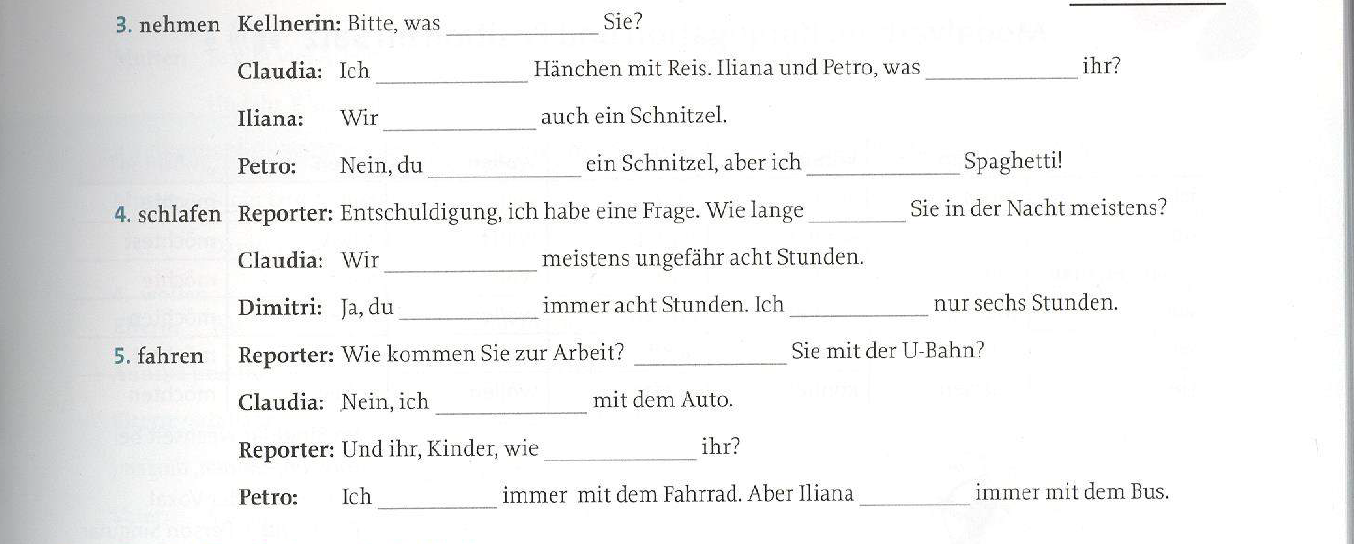 3. nehmen Kellnerin: Bitte, was ____________ Sie?
Claudia: Ich ____________ Hänchen mit Reis. Iliana und Petro, was ____________ ihr?
Iliana: Wir ____________ auch ein Schnitzel.
Petro: Nein, du ____________ ein Schnitzel, aber ich ____________ Spaghetti!
4. schlafen Reporter: Entschuldigung, ich habe eine Frage. Wie lange ________ Sie in der Nacht meistens?
Claudia: Wir ____________ meistens ungefähr acht Stunden.
Dimitri: Ja, du ___________ immer acht Stunden. Ich ___________ nur sechs Stunden.
5. fahren Reporter: Wie kommen Sie zur Arbeit? ____________ Sie mit der U-Bahn?
Claudia: Nein, ich ____________ mit dem Auto.
Reporter: Und ihr, Kinder, wie ____________ ihr?
Petro: Ich _________ immer mit dem Fahrrad. Aber Iliana _________ immer mit dem Bus.